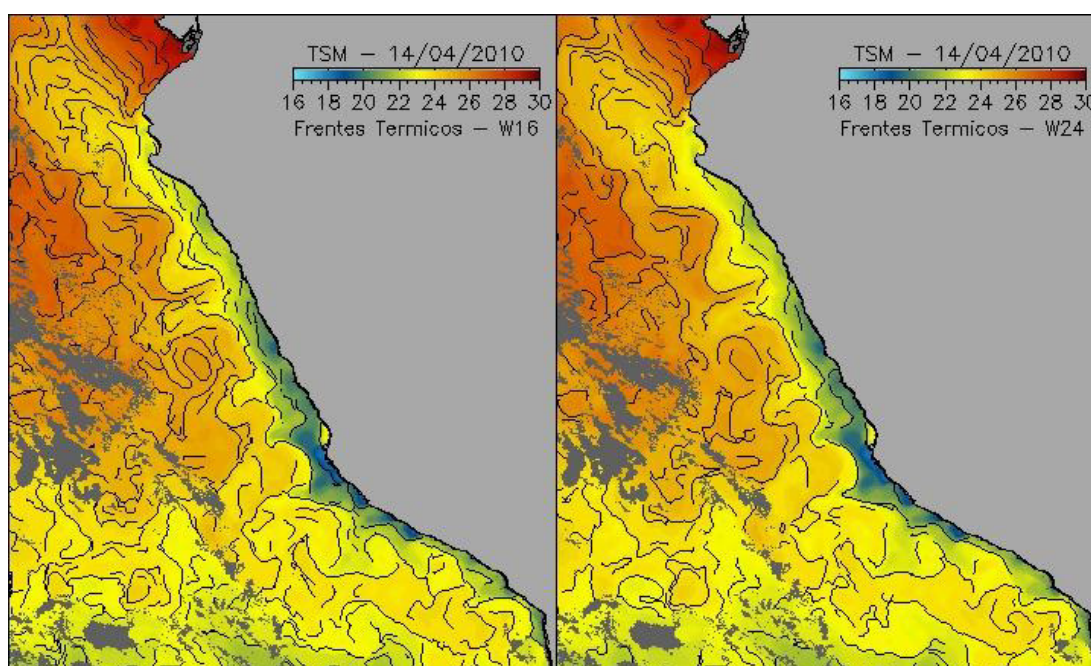 TSM – 14/04/2010
16 18 20 22 24 26 28 30
Frentes Termicos – W16
TSM – 14/04/2010
16 18 20 22 24 26 28 30
Frentes Termicos – W24